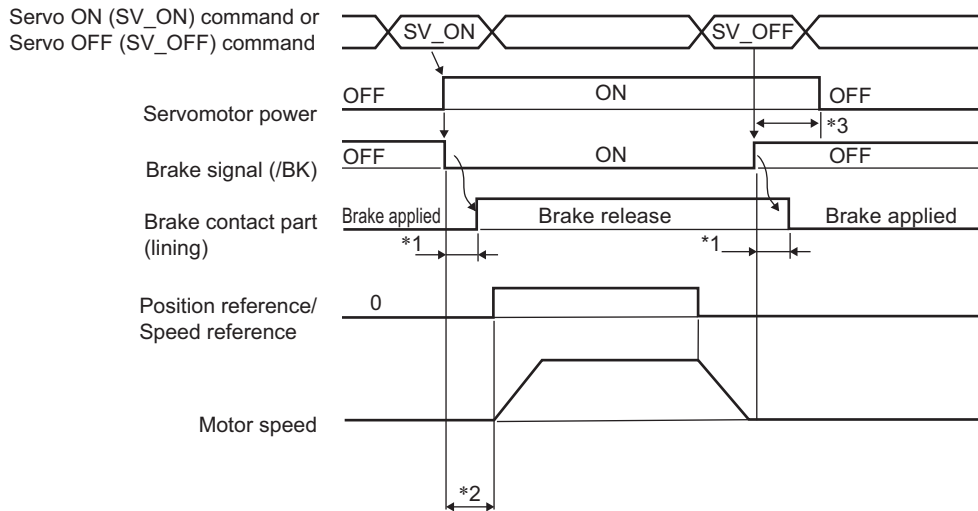 Servo ON (SV_ON) command or
Servo OFF (SV_OFF) command
SV_ON
SV_OFF
Servomotor power
OFF
ON
OFF
*3
Brake signal (/BK)
OFF
ON
OFF
Brake contact part
(lining)
Brake applied
Brake release
Brake applied
*1
*1
Position reference/
Speed reference
0
Motor speed
*2